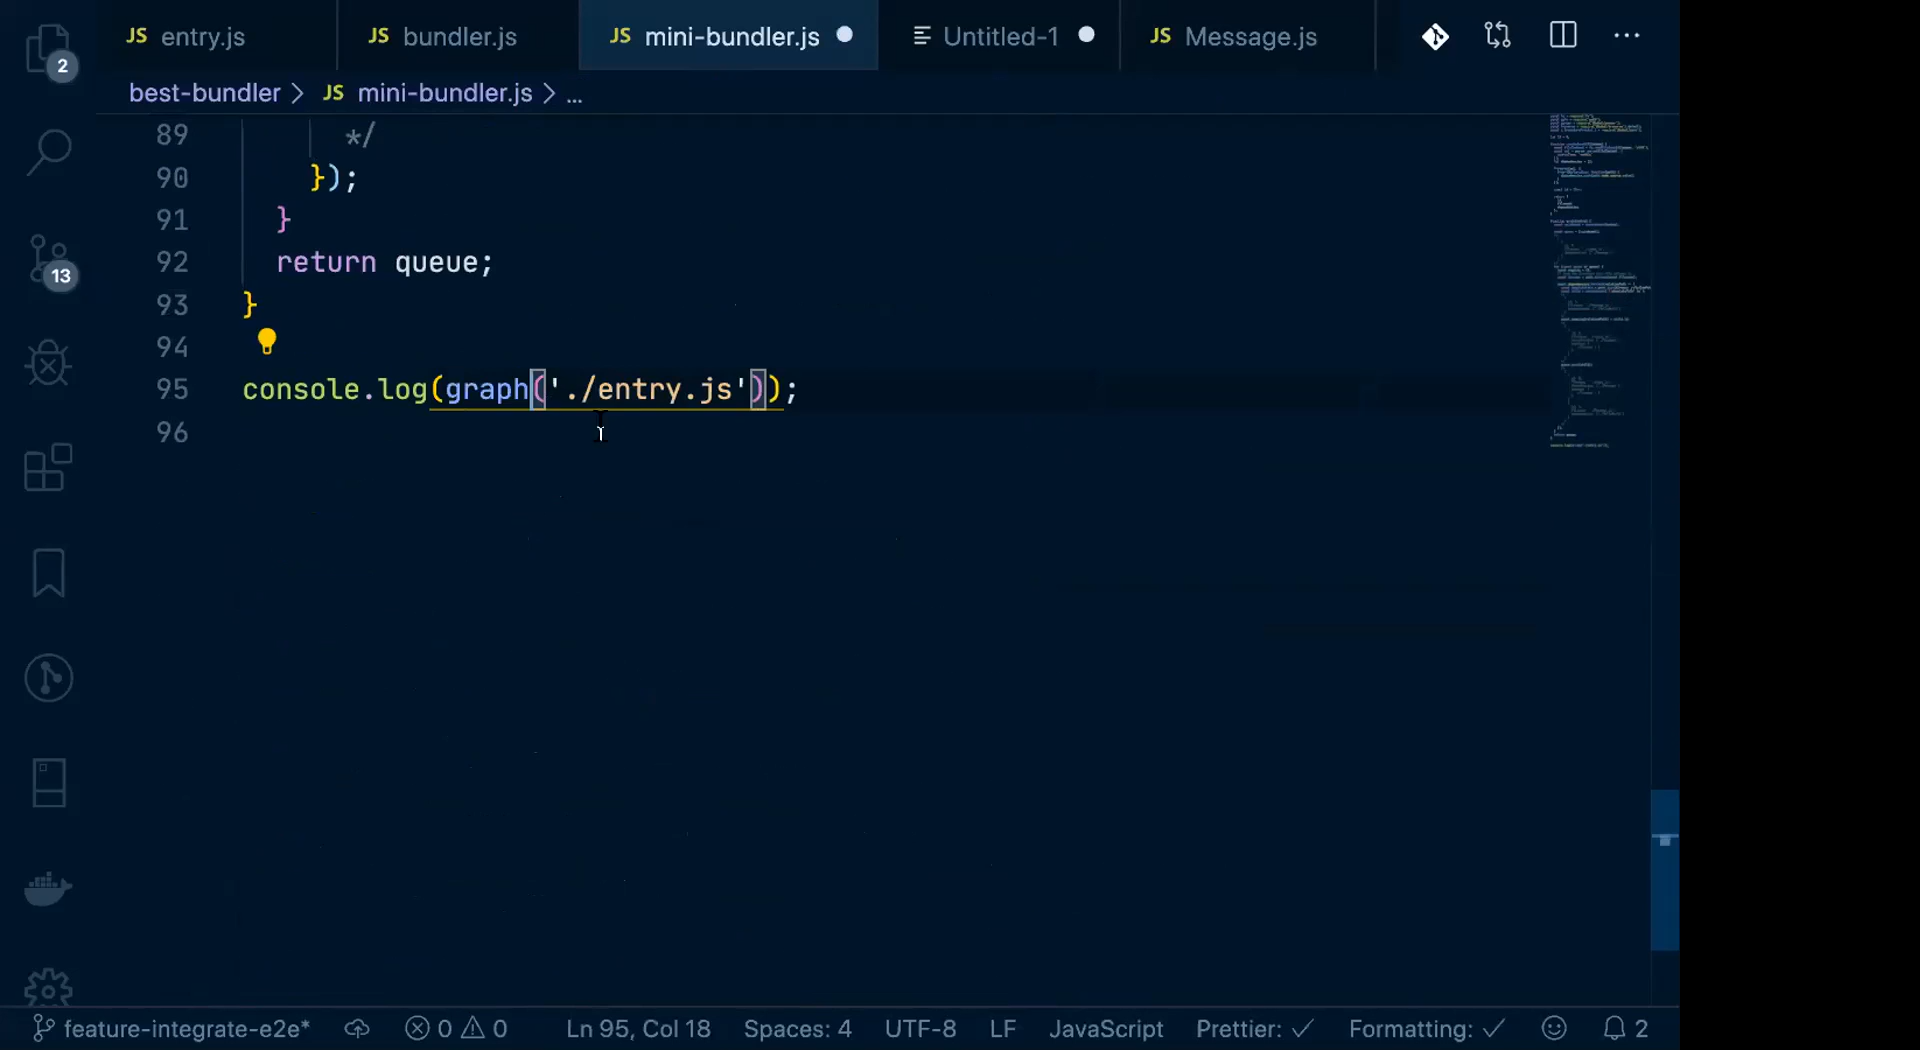 JS entry.js JS bundler.js JS mini-bundler.js Untitled-1 JS Message.js
2
best-bundler > JS mini-bundler.js > ...
89 */
90 });
91 }
92 return queue;
13
93 }
94
95 console.log(graph('./entry.js'));
96
feature-integrate-e2e* 0 0 Ln 95, Col 18 Spaces: 4 UTF-8 LF JavaScript Prettier: ✓ Formatting: ✓ 2